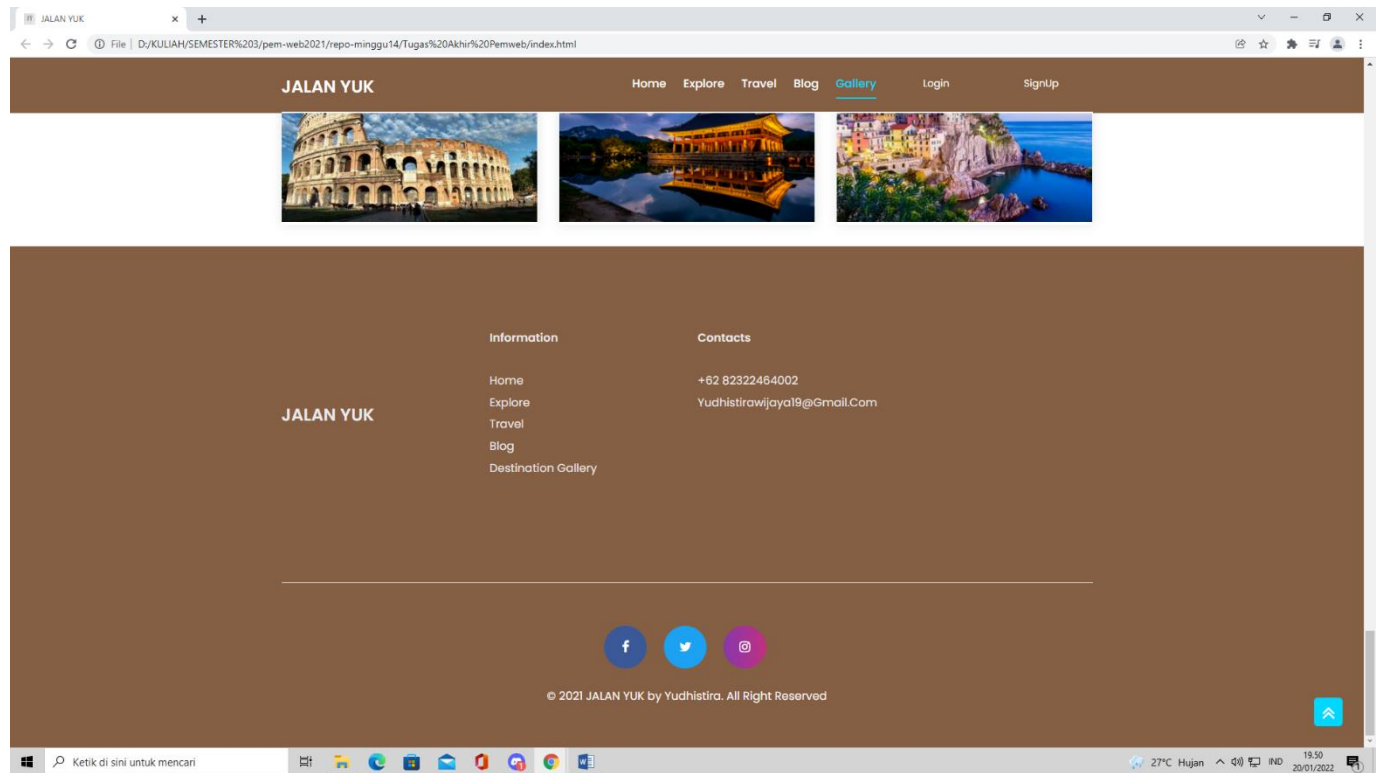 JALAN YUK
File | D:/KULIAH/SEMESTER%203/pem-web2021/repo-minggu14/Tugas%20Akhir%20Pemweb/index.html
JALAN YUK Home Explore Travel Blog Gallery Login SignUp
JALAN YUK
Information
Home
Explore
Travel
Blog
Destination Gallery
Contacts
+62 82322464002
Yudhistirawijaya19@Gmail.Com
© 2021 JALAN YUK by Yudhistira. All Right Reserved
Ketik di sini untuk mencari
27°C Hujan
IND
19.50
20/01/2022